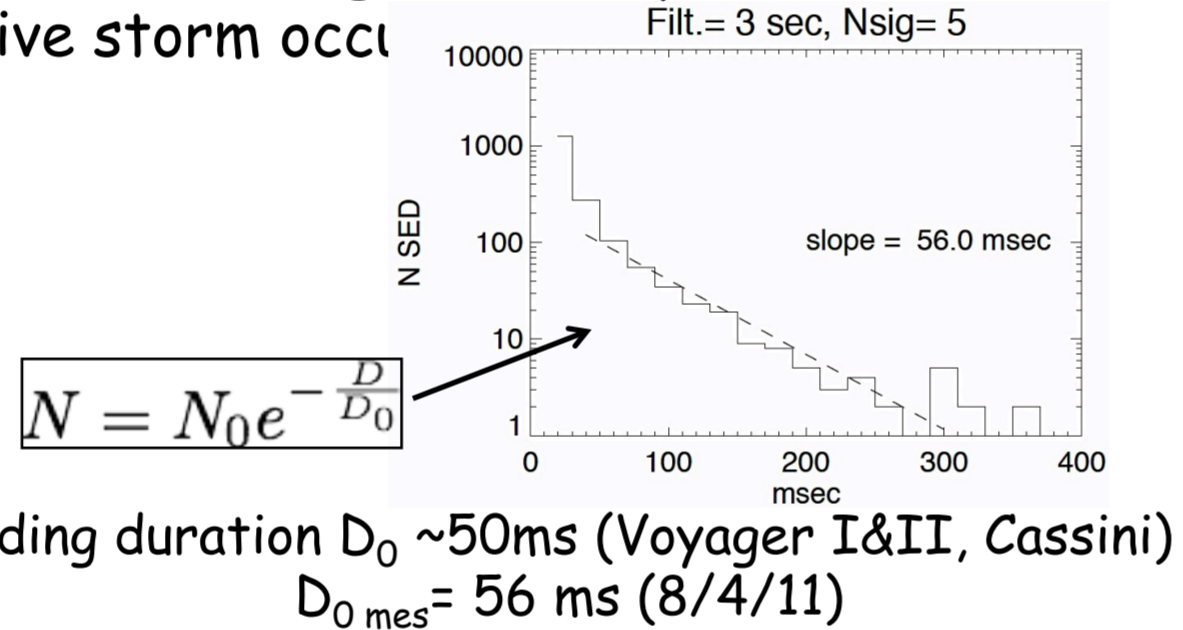 ive storm occu
Filt.= 3 sec, Nsig= 5
10000
1000
100
10
1
N SED
slope = 56.0 msec
0 100 200 300 400
msec
N = N₀e^(-D/D₀)
ding duration D₀ ~50ms (Voyager I&II, Cassini)
D₀ mes= 56 ms (8/4/11)